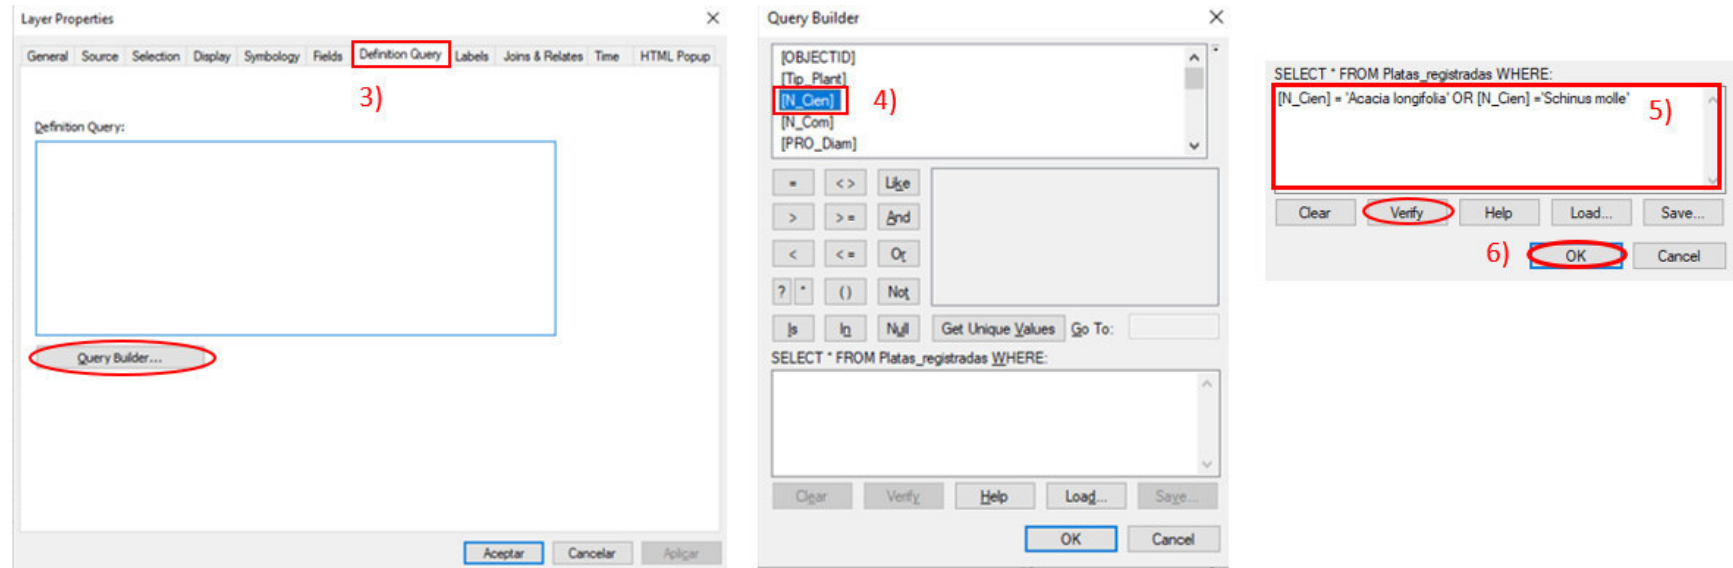 Layer Properties
General Source Selection Display Symbology Fields Definition Query Labels Joins & Relates Time HTML Popup
3)
Definition Query:
Query Builder...
Aceptar Cancelar Aplicar
Query Builder
[OBJECTID]
[Tip_Plant]
[N_Cien]
4)
[N_Com]
[PRO_Diam]
= < > Like
> > = And
< < = Or
? * ( ) Not
Is In Null Get Unique Values Go To:
SELECT * FROM Platas_registradas WHERE:
Clear Verify Help Load... Save...
OK Cancel
SELECT * FROM Platas_registradas WHERE:
[N_Cien] = 'Acacia longifolia' OR [N_Cien] ='Schinus molle'
5)
Clear Verify Help Load... Save...
6) OK Cancel